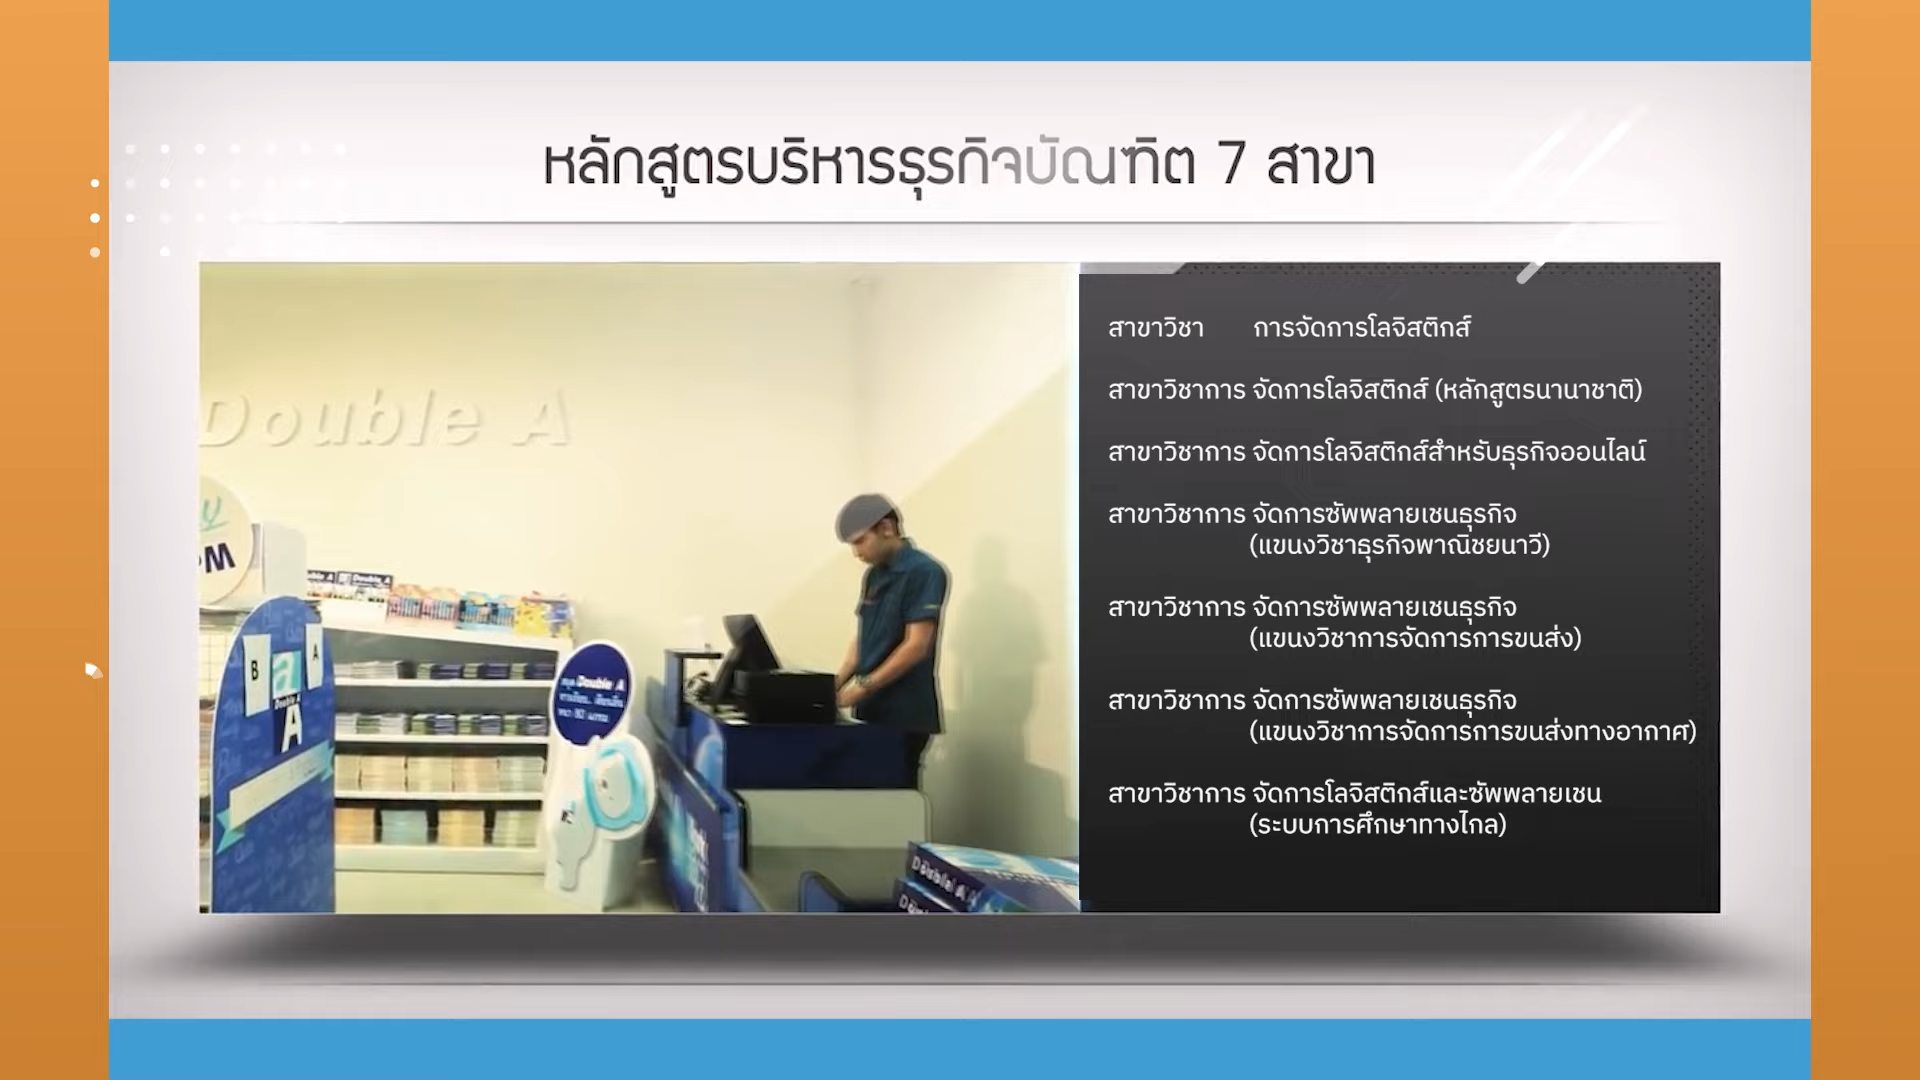 หลักสูตรบริหารธุรกิจบัณฑิต 7 สาขา
Double A
B
A
a
Double A
A
Double A
สาขาวิชา การจัดการโลจิสติกส์
สาขาวิชาการ จัดการโลจิสติกส์ (หลักสูตรนานาชาติ)
สาขาวิชาการ จัดการโลจิสติกส์สำหรับธุรกิจออนไลน์
สาขาวิชาการ จัดการซัพพลายเชนธุรกิจ
(แขนงวิชาธุรกิจพาณิชยนาวี)
สาขาวิชาการ จัดการซัพพลายเชนธุรกิจ
(แขนงวิชาการจัดการการขนส่ง)
สาขาวิชาการ จัดการซัพพลายเชนธุรกิจ
(แขนงวิชาการจัดการการขนส่งทางอากาศ)
สาขาวิชาการ จัดการโลจิสติกส์และซัพพลายเชน
(ระบบการศึกษาทางไกล)